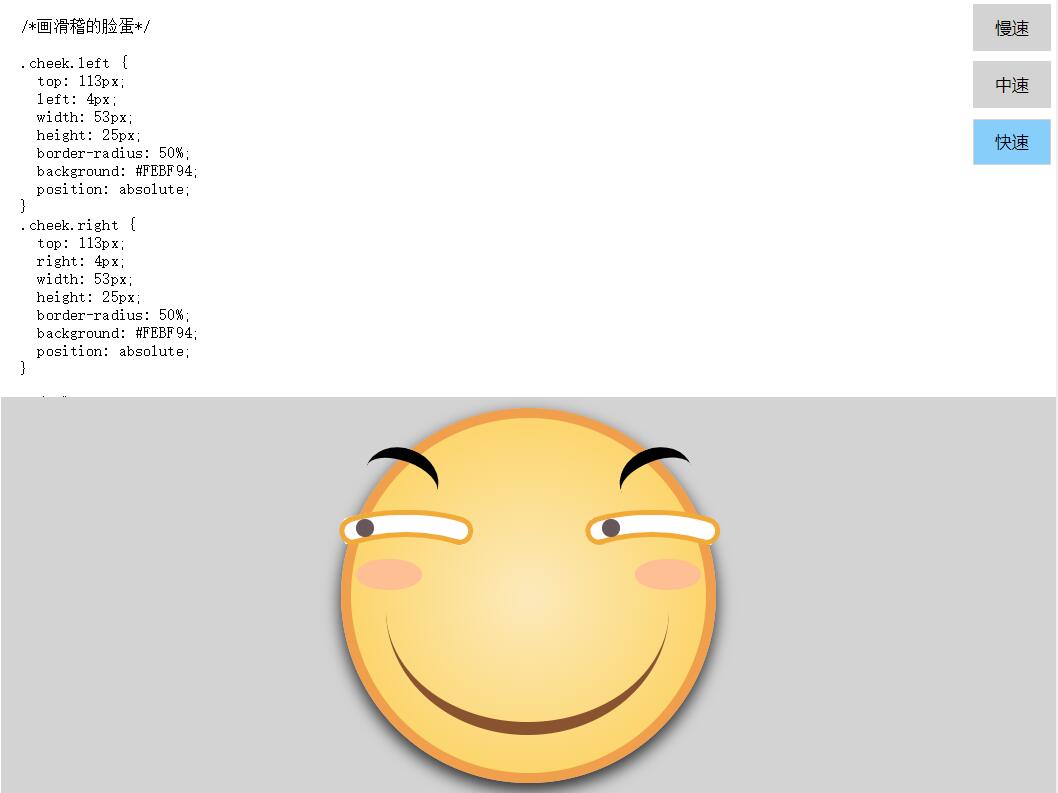 /*画滑稽的脸蛋*/
.cheek.left {
  top: 113px;
  left: 4px;
  width: 53px;
  height: 25px;
  border-radius: 50%;
  background: #FEBF94;
  position: absolute;
}
.cheek.right {
  top: 113px;
  right: 4px;
  width: 53px;
  height: 25px;
  border-radius: 50%;
  background: #FEBF94;
  position: absolute;
}
慢速
中速
快速